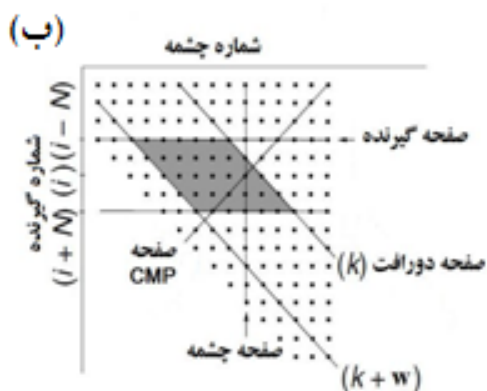 (ب)
شماره چشمه
شماره گیرنده
(i − N)
(i)
(i + N)
صفحه گیرنده
صفحه دورافت (k)
صفحه
CMP
صفحه چشمه
(k + w)